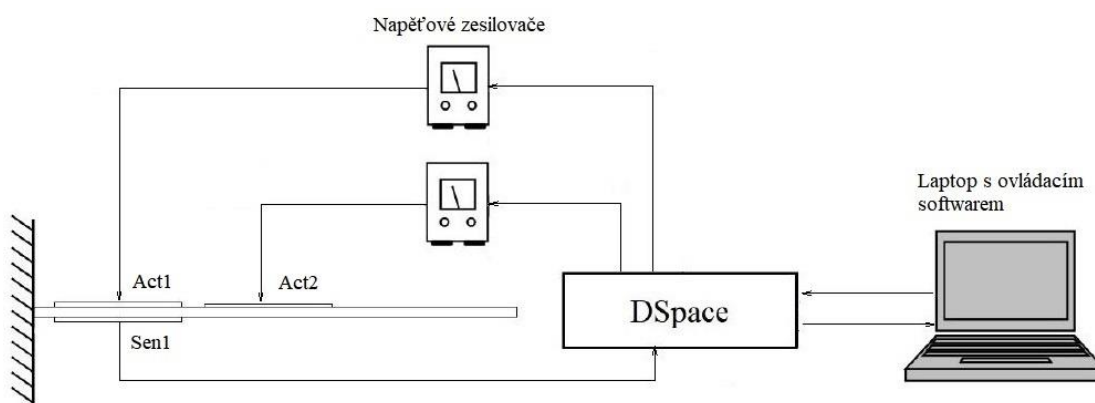 Napěťové zesilovače
Laptop s ovládacím
softwarem
Act1
Act2
DSpace
Sen1